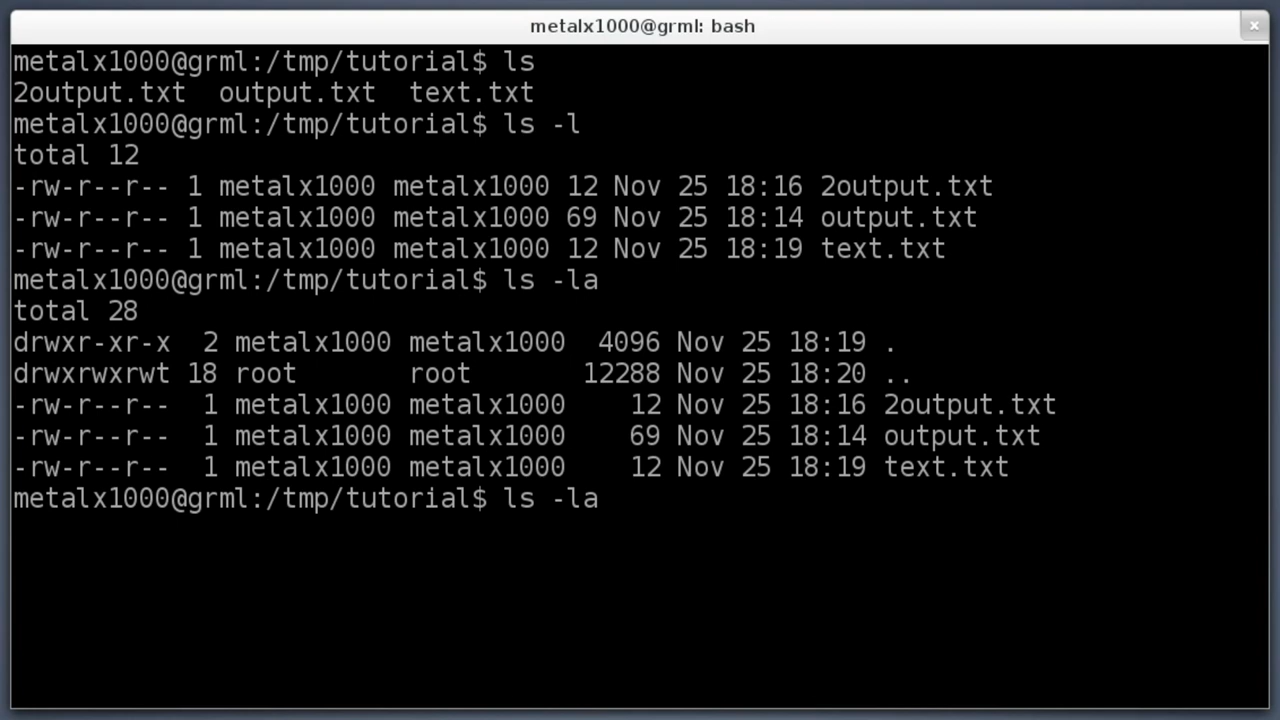 metalx1000@grml: bash
metalx1000@grml:/tmp/tutorial$ ls
2output.txt  output.txt  text.txt
metalx1000@grml:/tmp/tutorial$ ls -l
total 12
-rw-r--r-- 1 metalx1000 metalx1000 12 Nov 25 18:16 2output.txt
-rw-r--r-- 1 metalx1000 metalx1000 69 Nov 25 18:14 output.txt
-rw-r--r-- 1 metalx1000 metalx1000 12 Nov 25 18:19 text.txt
metalx1000@grml:/tmp/tutorial$ ls -la
total 28
drwxr-xr-x  2 metalx1000 metalx1000  4096 Nov 25 18:19 .
drwxrwxrwt 18 root       root       12288 Nov 25 18:20 ..
-rw-r--r--  1 metalx1000 metalx1000    12 Nov 25 18:16 2output.txt
-rw-r--r--  1 metalx1000 metalx1000    69 Nov 25 18:14 output.txt
-rw-r--r--  1 metalx1000 metalx1000    12 Nov 25 18:19 text.txt
metalx1000@grml:/tmp/tutorial$ ls -la